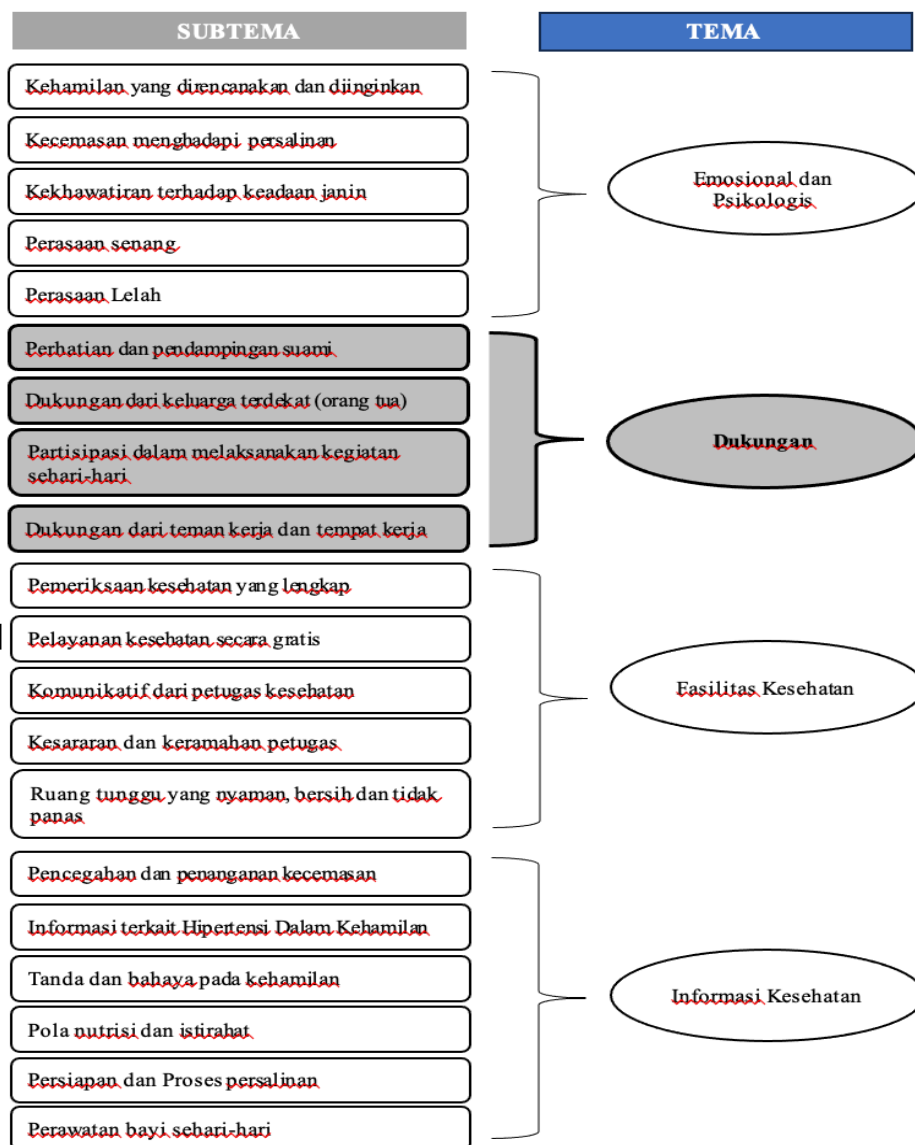 SUBTEMA
TEMA
Kehamilan yang direncanakan dan diinginkan
Kecemasan menghadapi persalinan
Kekhawatiran terhadap keadaan janin
Perasaan senang
Perasaan Lelah
Emosional dan
Psikologis
Perhatian dan pendampingan suami
Dukungan dari keluarga terdekat (orang tua)
Partisipasi dalam melaksanakan kegiatan
sehari-hari
Dukungan dari teman kerja dan tempat kerja
Dukungan
Pemeriksaan kesehatan yang lengkap
Pelayanan kesehatan secara gratis
Komunikatif dari petugas kesehatan
Kesararan dan keramahan petugas
Ruang tunggu yang nyaman, bersih dan tidak
panas
Fasilitas Kesehatan
Pencegahan dan penanganan kecemasan
Informasi terkait Hipertensi Dalam Kehamilan
Tanda dan bahaya pada kehamilan
Pola nutrisi dan istirahat
Persiapan dan Proses persalinan
Perawatan bayi sehari-hari
Informasi Kesehatan